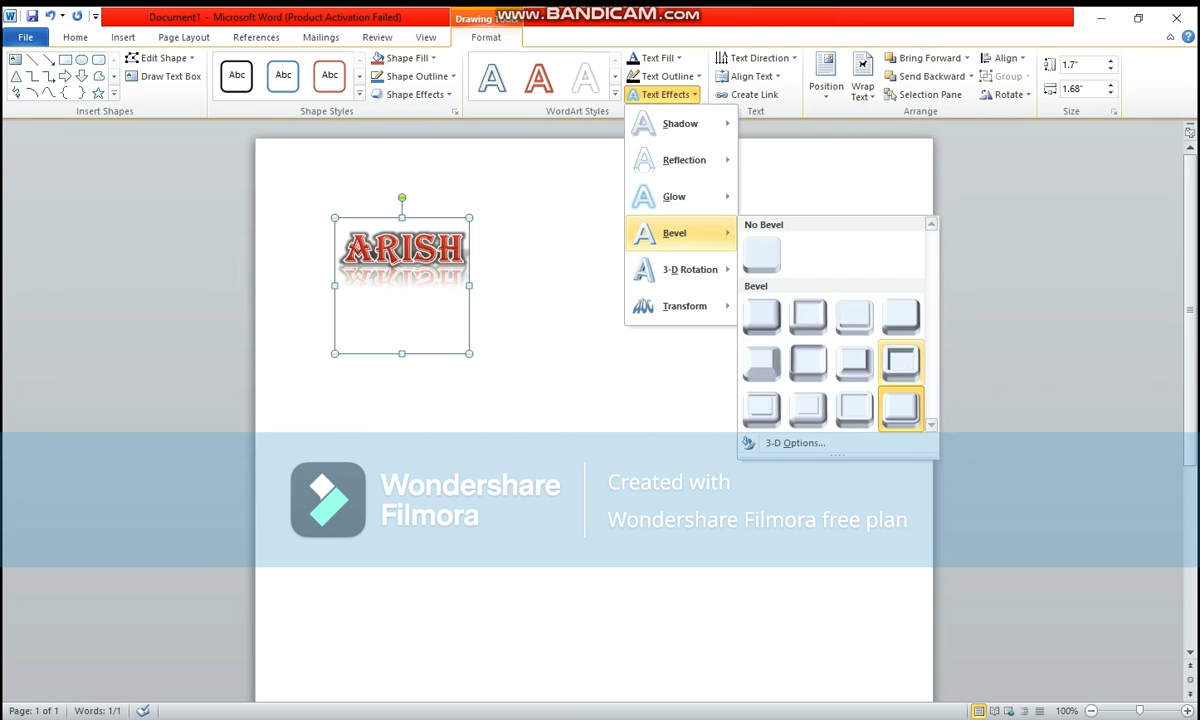 Document1 - Microsoft Word (Product Activation Failed)
Drawing Tools
www.BANDICAM.com
File Home Insert Page Layout References Mailings Review View Format
Edit Shape
Draw Text Box
Insert Shapes
Abc Abc Abc
Shape Fill
Shape Outline
Shape Effects
Shape Styles
A A A
Text Fill
Text Outline
Text Effects
WordArt Styles
Text Direction
Align Text
Create Link
Text
Position
Wrap
Text
Bring Forward
Send Backward
Selection Pane
Align
Group
Rotate
Arrange
1.7"
1.68"
Size
Shadow
Reflection
Glow
Bevel
3-D Rotation
Transform
No Bevel
Bevel
3-D Options...
ARISH
Wondershare
Filmora
Created with
Wondershare Filmora free plan
Page: 1 of 1 Words: 1/1 100%